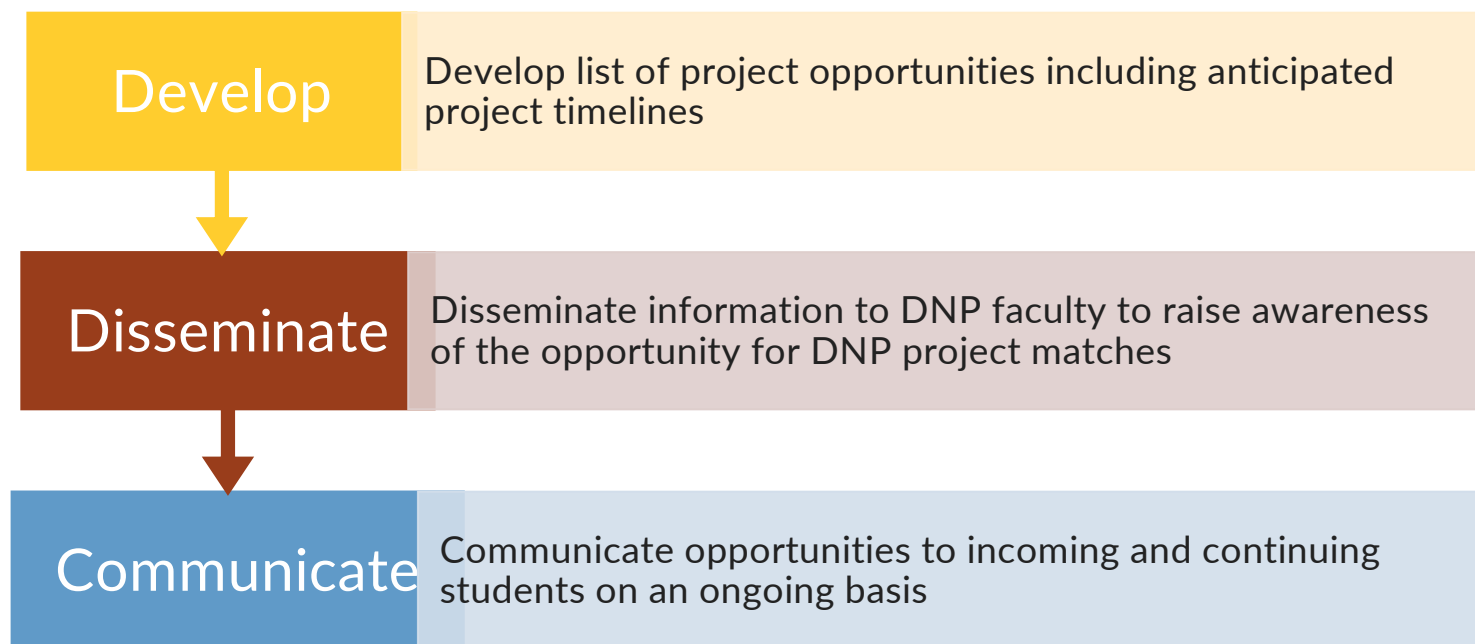 Develop
Develop list of project opportunities including anticipated
project timelines
Disseminate
Disseminate information to DNP faculty to raise awareness
of the opportunity for DNP project matches
Communicate
Communicate opportunities to incoming and continuing
students on an ongoing basis